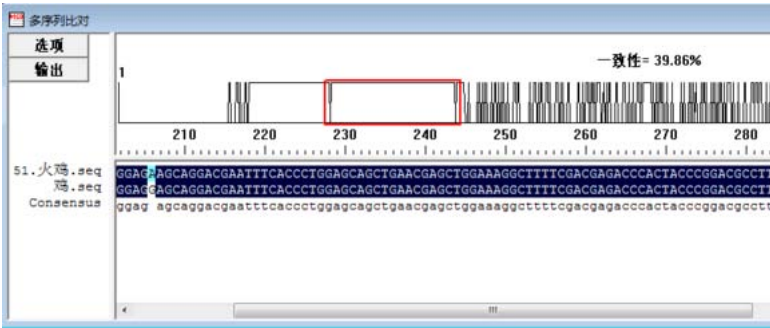 多序列比对
选项
输出
一致性= 39.86%
1
210 220 230 240 250 260 270 280
51.火鸡.seq GGAGAAGCAGGACGAATTTCACCCTGGAGCAGCTGAACGAGCTGGAAAGGCTTTTCGACGAGACCCACTACCCGGACGCCTT
鸡.seq GGAGGAGCAGGACGAATTTCACCCTGGAGCAGCTGAACGAGCTGGAAAGGCTTTTCGACGAGACCCACTACCCGGACGCCTT
Consensus ggag agcaggacgaatttcaccctggagcagctgaacgagctggaaaggcttttcgacgagacccactacccggacgcctt